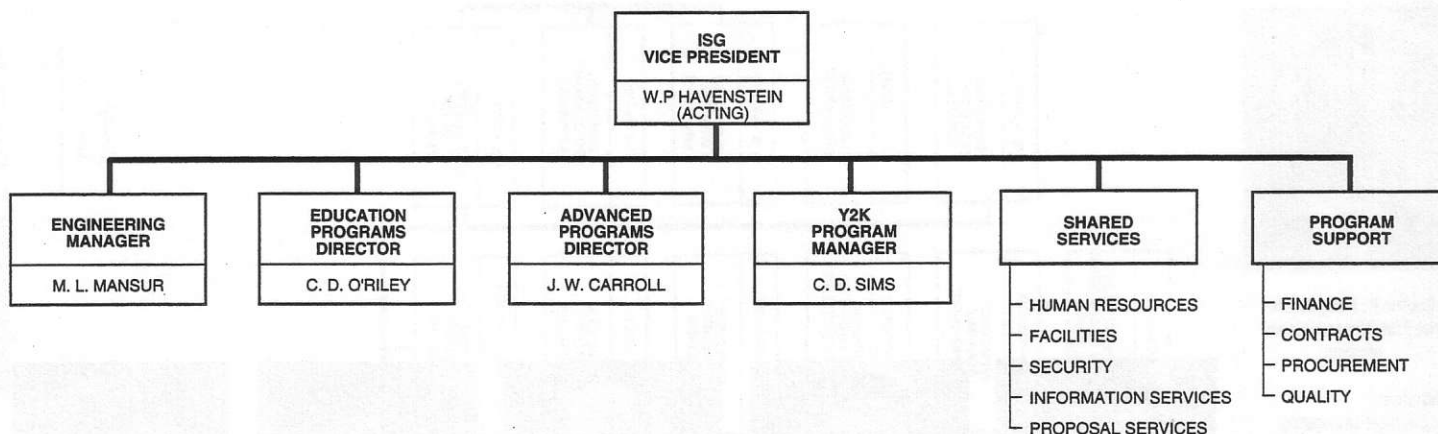 ISG
VICE PRESIDENT
W.P HAVENSTEIN
(ACTING)
ENGINEERING
MANAGER
M. L. MANSUR
EDUCATION
PROGRAMS
DIRECTOR
C. D. O'RILEY
ADVANCED
PROGRAMS
DIRECTOR
J. W. CARROLL
Y2K
PROGRAM
MANAGER
C. D. SIMS
SHARED
SERVICES
HUMAN RESOURCES
FACILITIES
SECURITY
INFORMATION SERVICES
PROPOSAL SERVICES
PROGRAM
SUPPORT
FINANCE
CONTRACTS
PROCUREMENT
QUALITY